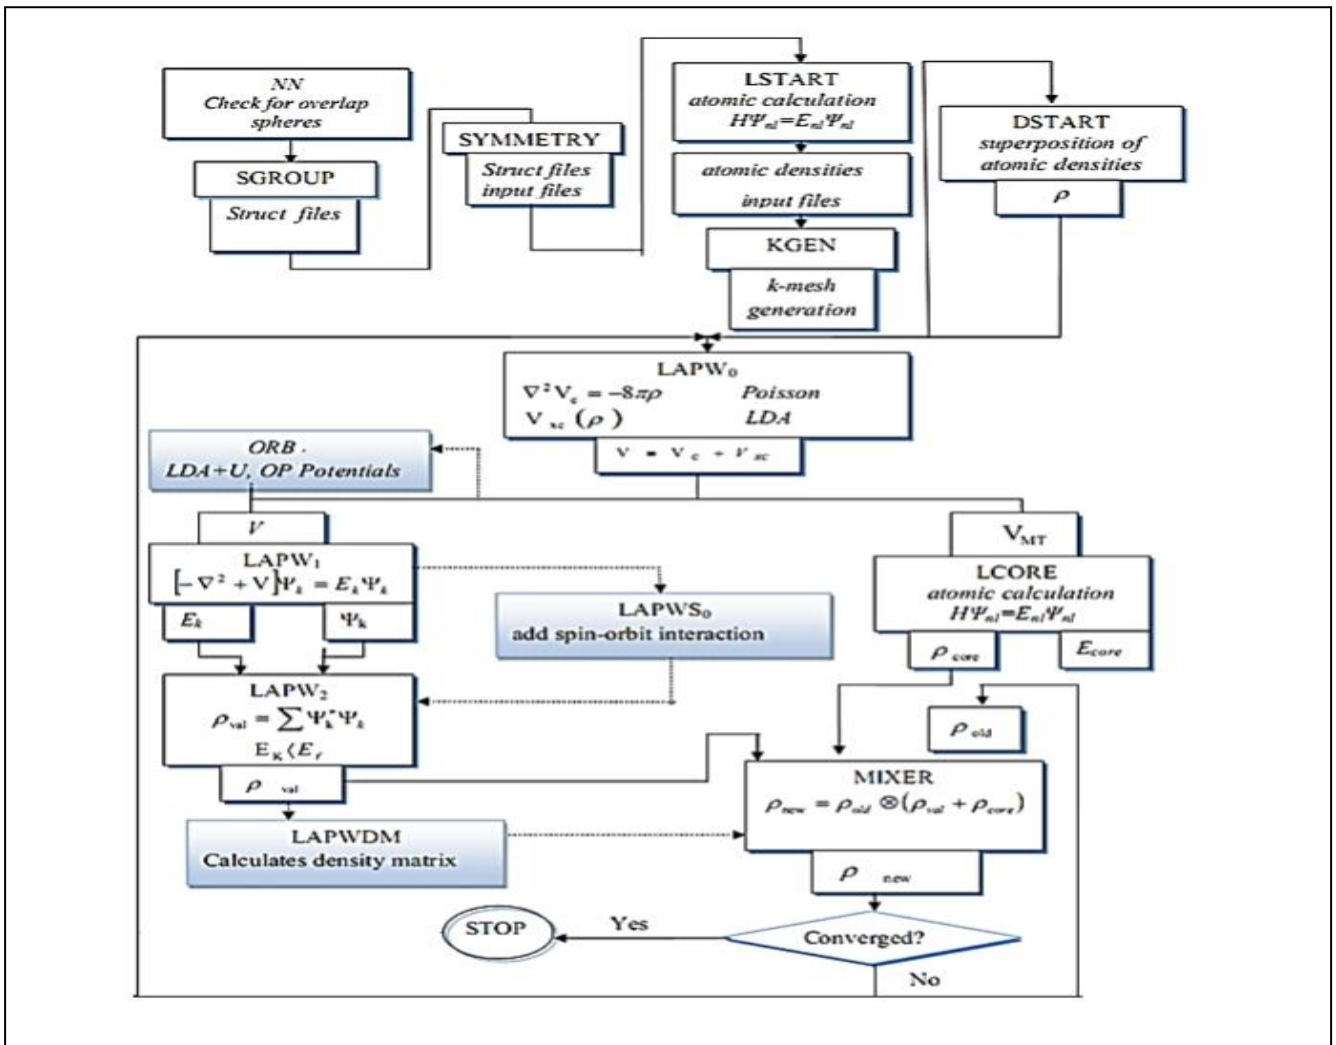 NN
Check for overlap
spheres
SGROUP
Struct files
SYMMETRY
Struct files
input files
LSTART
atomic calculation
HΨnl=EnlΨnl
atomic densities
input files
KGEN
k-mesh
generation
DSTART
superposition of
atomic densities
ρ
LAPW₀
∇²Vc = -8πρ Poisson
Vxc (ρ) LDA
V = Vc + Vxc
ORB.
LDA+U, OP Potentials
V
LAPW₁
[-∇² + V]Ψk = EkΨk
Ek Ψk
LAPWS₀
add spin-orbit interaction
VMT
LCORE
atomic calculation
HΨnl=EnlΨnl
ρcore Ecore
LAPW₂
ρval = ∑ Ψk*Ψk
EK⟨Ef
ρ val
ρold
MIXER
ρnew = ρold ⊗(ρval + ρcore)
ρ new
LAPWDM
Calculates density matrix
STOP
Yes
Converged?
No